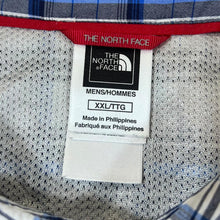 THE NORTH FACE
THE
NORTH
FACE
MENS/HOMMES
XXL/TTG
Made in Philippines
Fabriqué aux Philippines